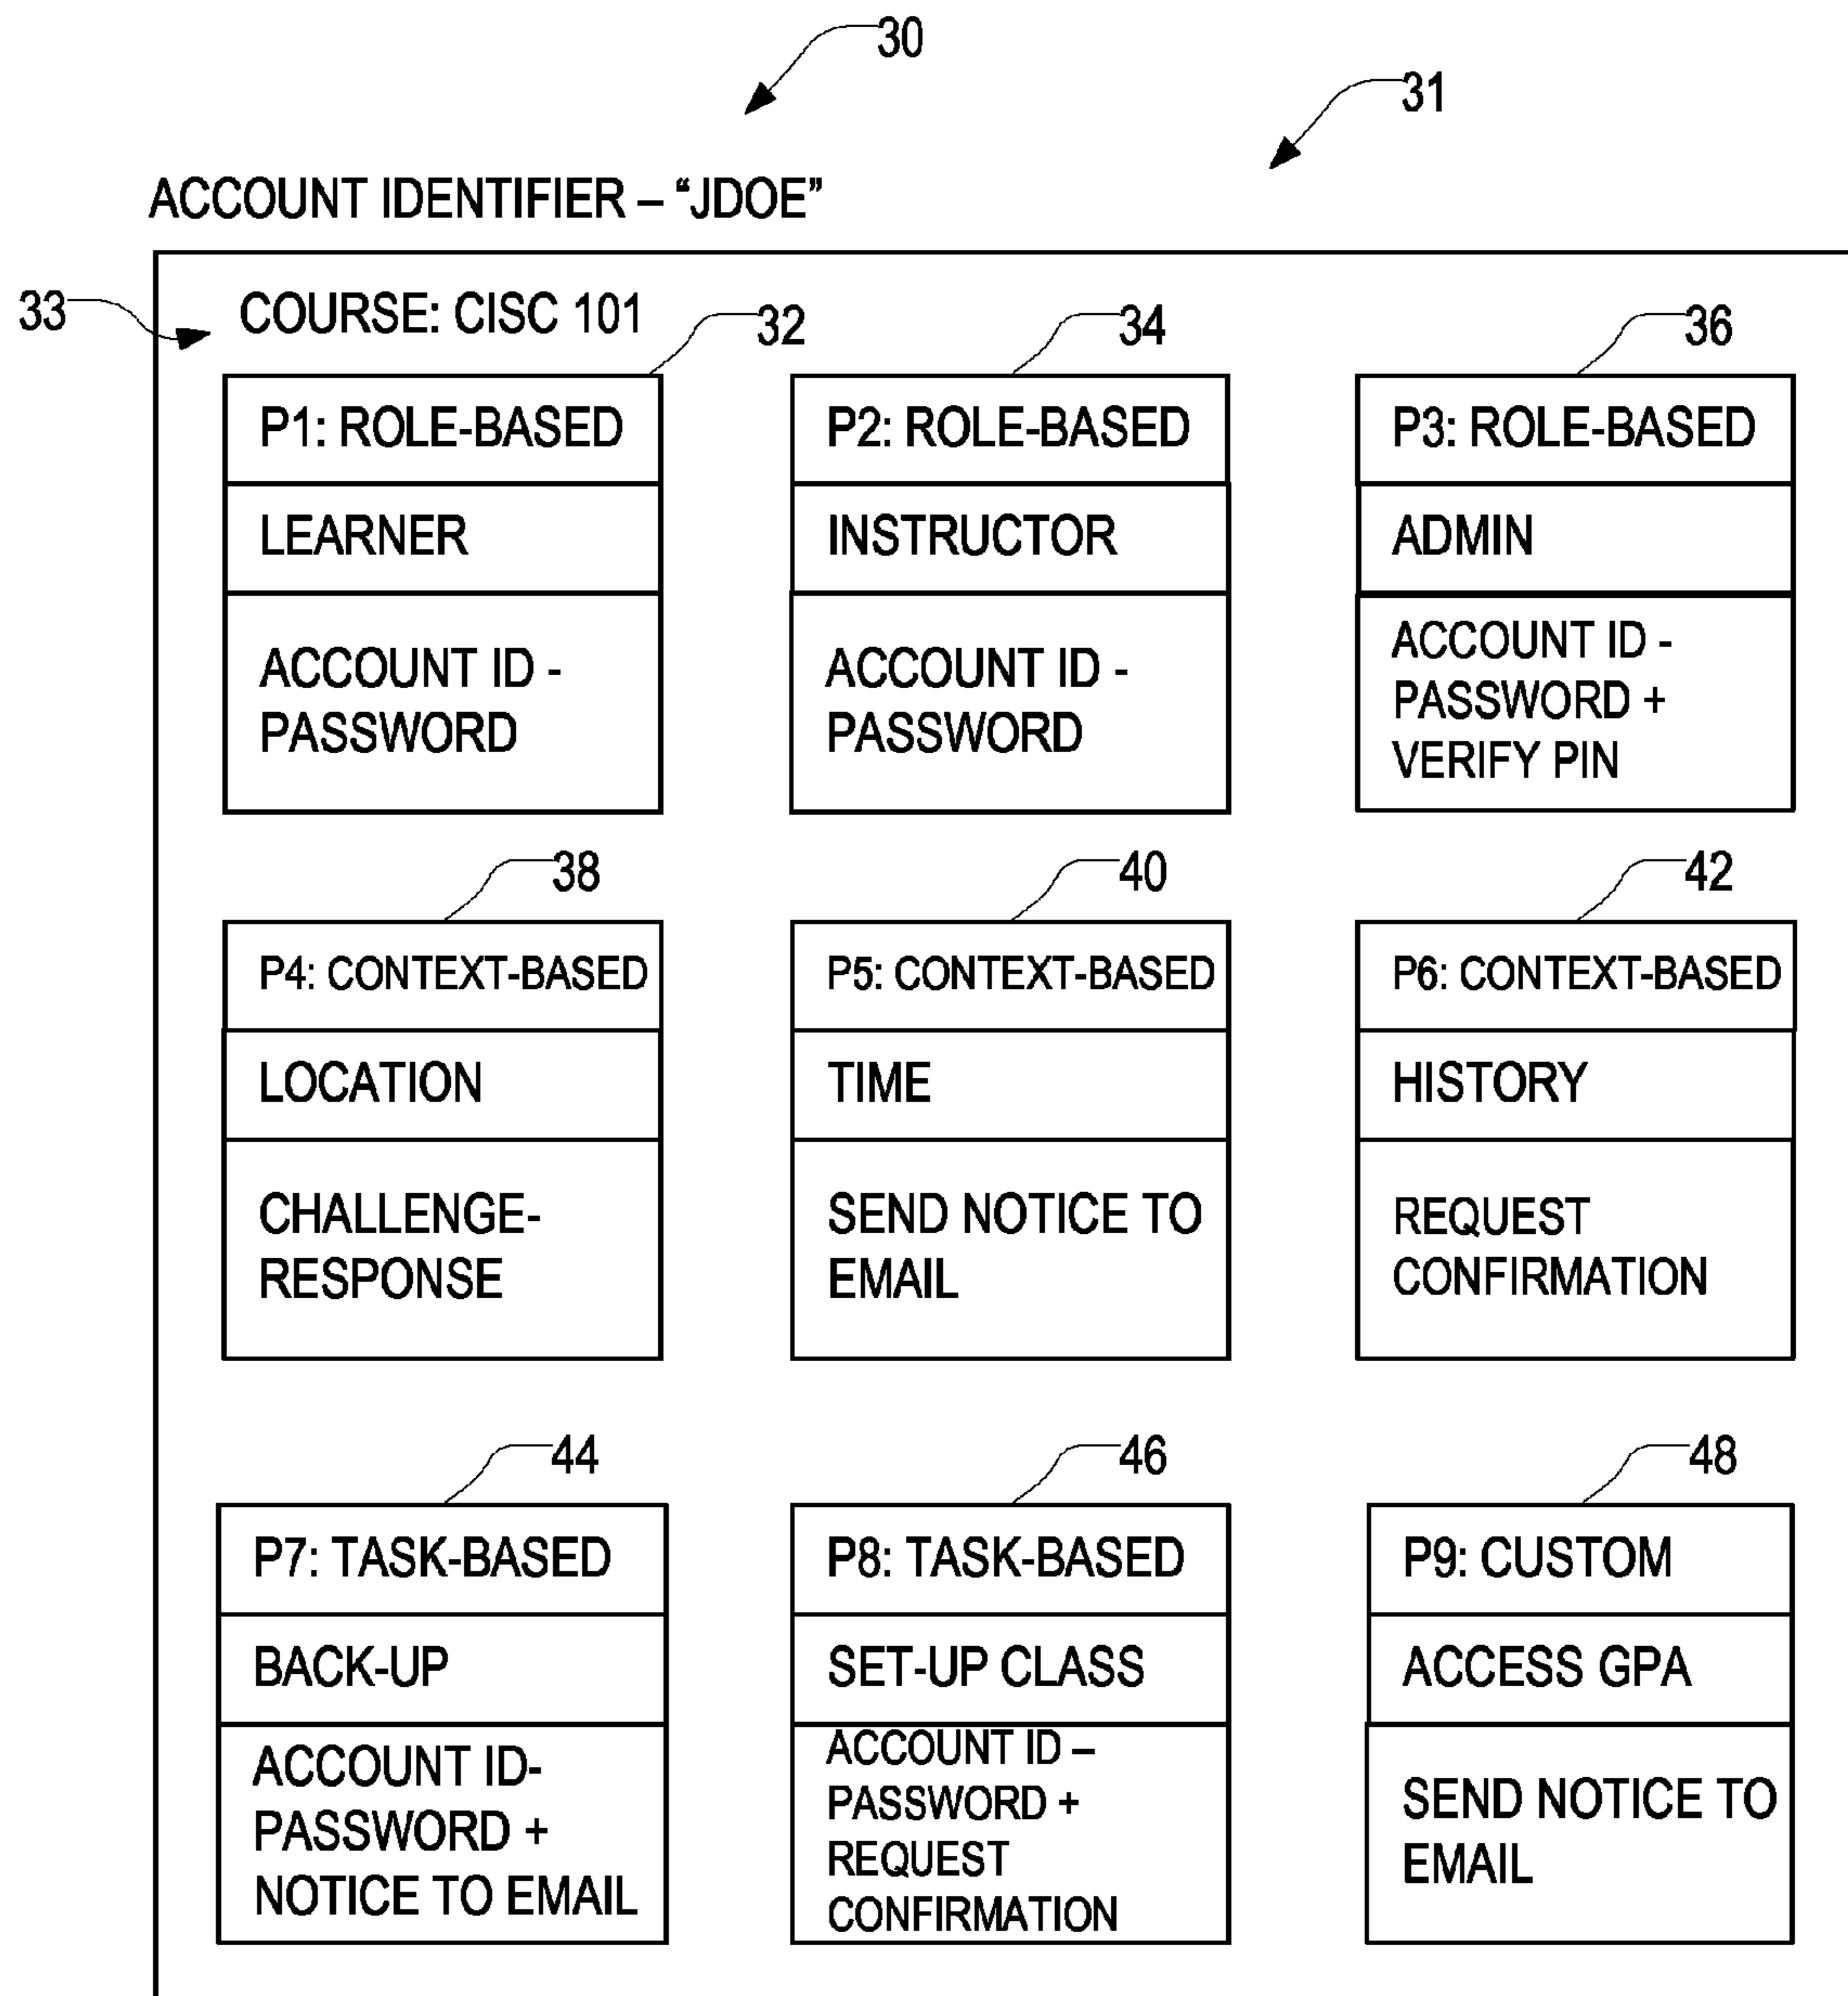 30
31
ACCOUNT IDENTIFIER – “JDOE”
33
COURSE: CISC 101
32
34
36
P1: ROLE-BASED
LEARNER
ACCOUNT ID -
PASSWORD
P2: ROLE-BASED
INSTRUCTOR
ACCOUNT ID -
PASSWORD
P3: ROLE-BASED
ADMIN
ACCOUNT ID -
PASSWORD +
VERIFY PIN
38
40
42
P4: CONTEXT-BASED
LOCATION
CHALLENGE-
RESPONSE
P5: CONTEXT-BASED
TIME
SEND NOTICE TO
EMAIL
P6: CONTEXT-BASED
HISTORY
REQUEST
CONFIRMATION
44
46
48
P7: TASK-BASED
BACK-UP
ACCOUNT ID-
PASSWORD +
NOTICE TO EMAIL
P8: TASK-BASED
SET-UP CLASS
ACCOUNT ID –
PASSWORD +
REQUEST
CONFIRMATION
P9: CUSTOM
ACCESS GPA
SEND NOTICE TO
EMAIL